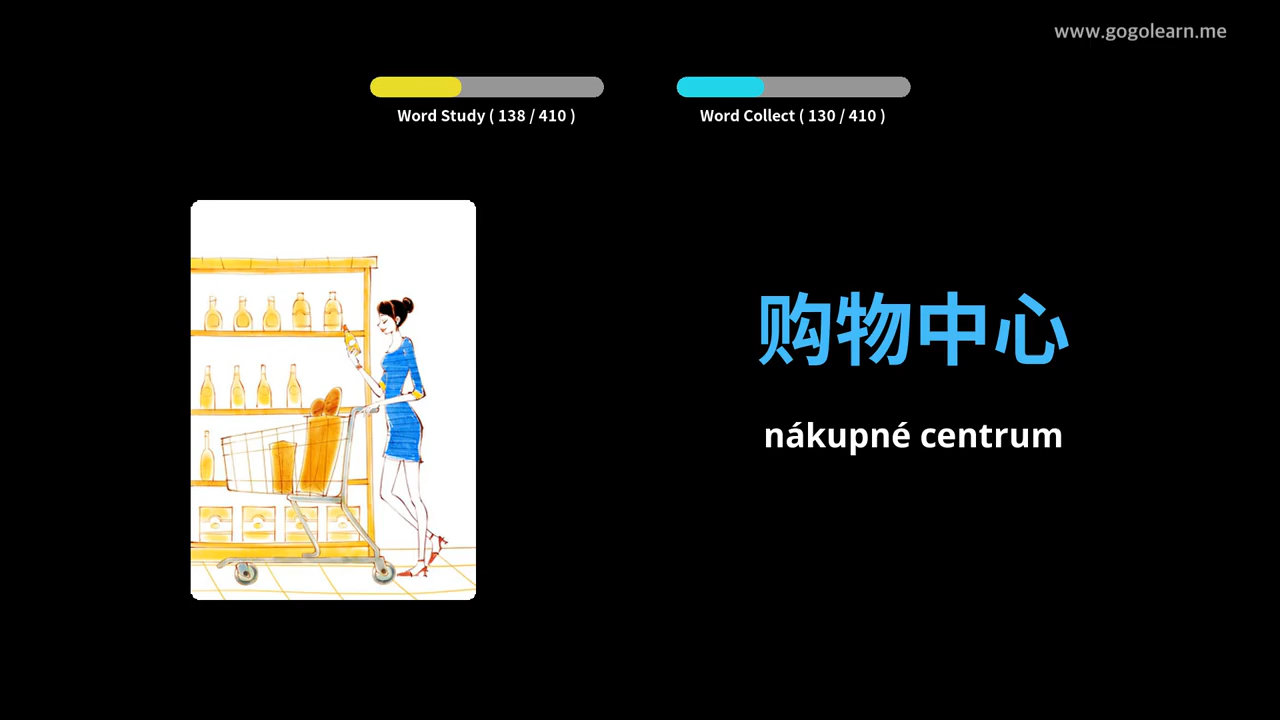 www.gogolearn.me
Word Study ( 138 / 410 )
Word Collect ( 130 / 410 )
购物中心
nákupné centrum